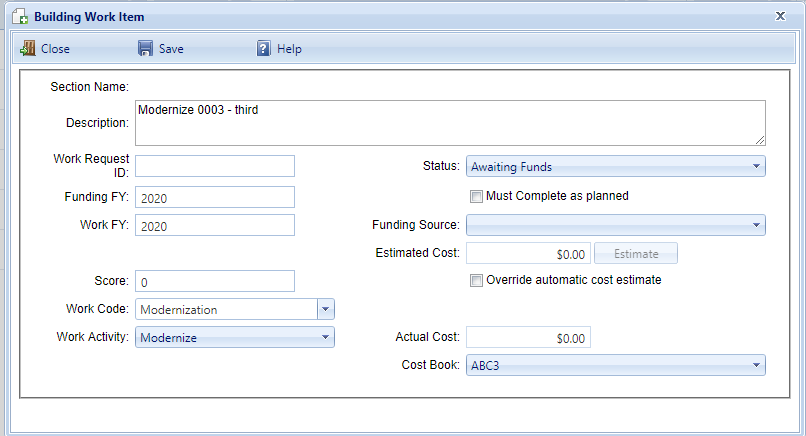 Building Work Item
X
Close Save Help
Section Name:
Description: Modernize 0003 - third
Work Request ID:
Status: Awaiting Funds
Funding FY: 2020
Must Complete as planned
Work FY: 2020
Funding Source:
Estimated Cost: $0.00 Estimate
Score: 0
Override automatic cost estimate
Work Code: Modernization
Work Activity: Modernize
Actual Cost: $0.00
Cost Book: ABC3